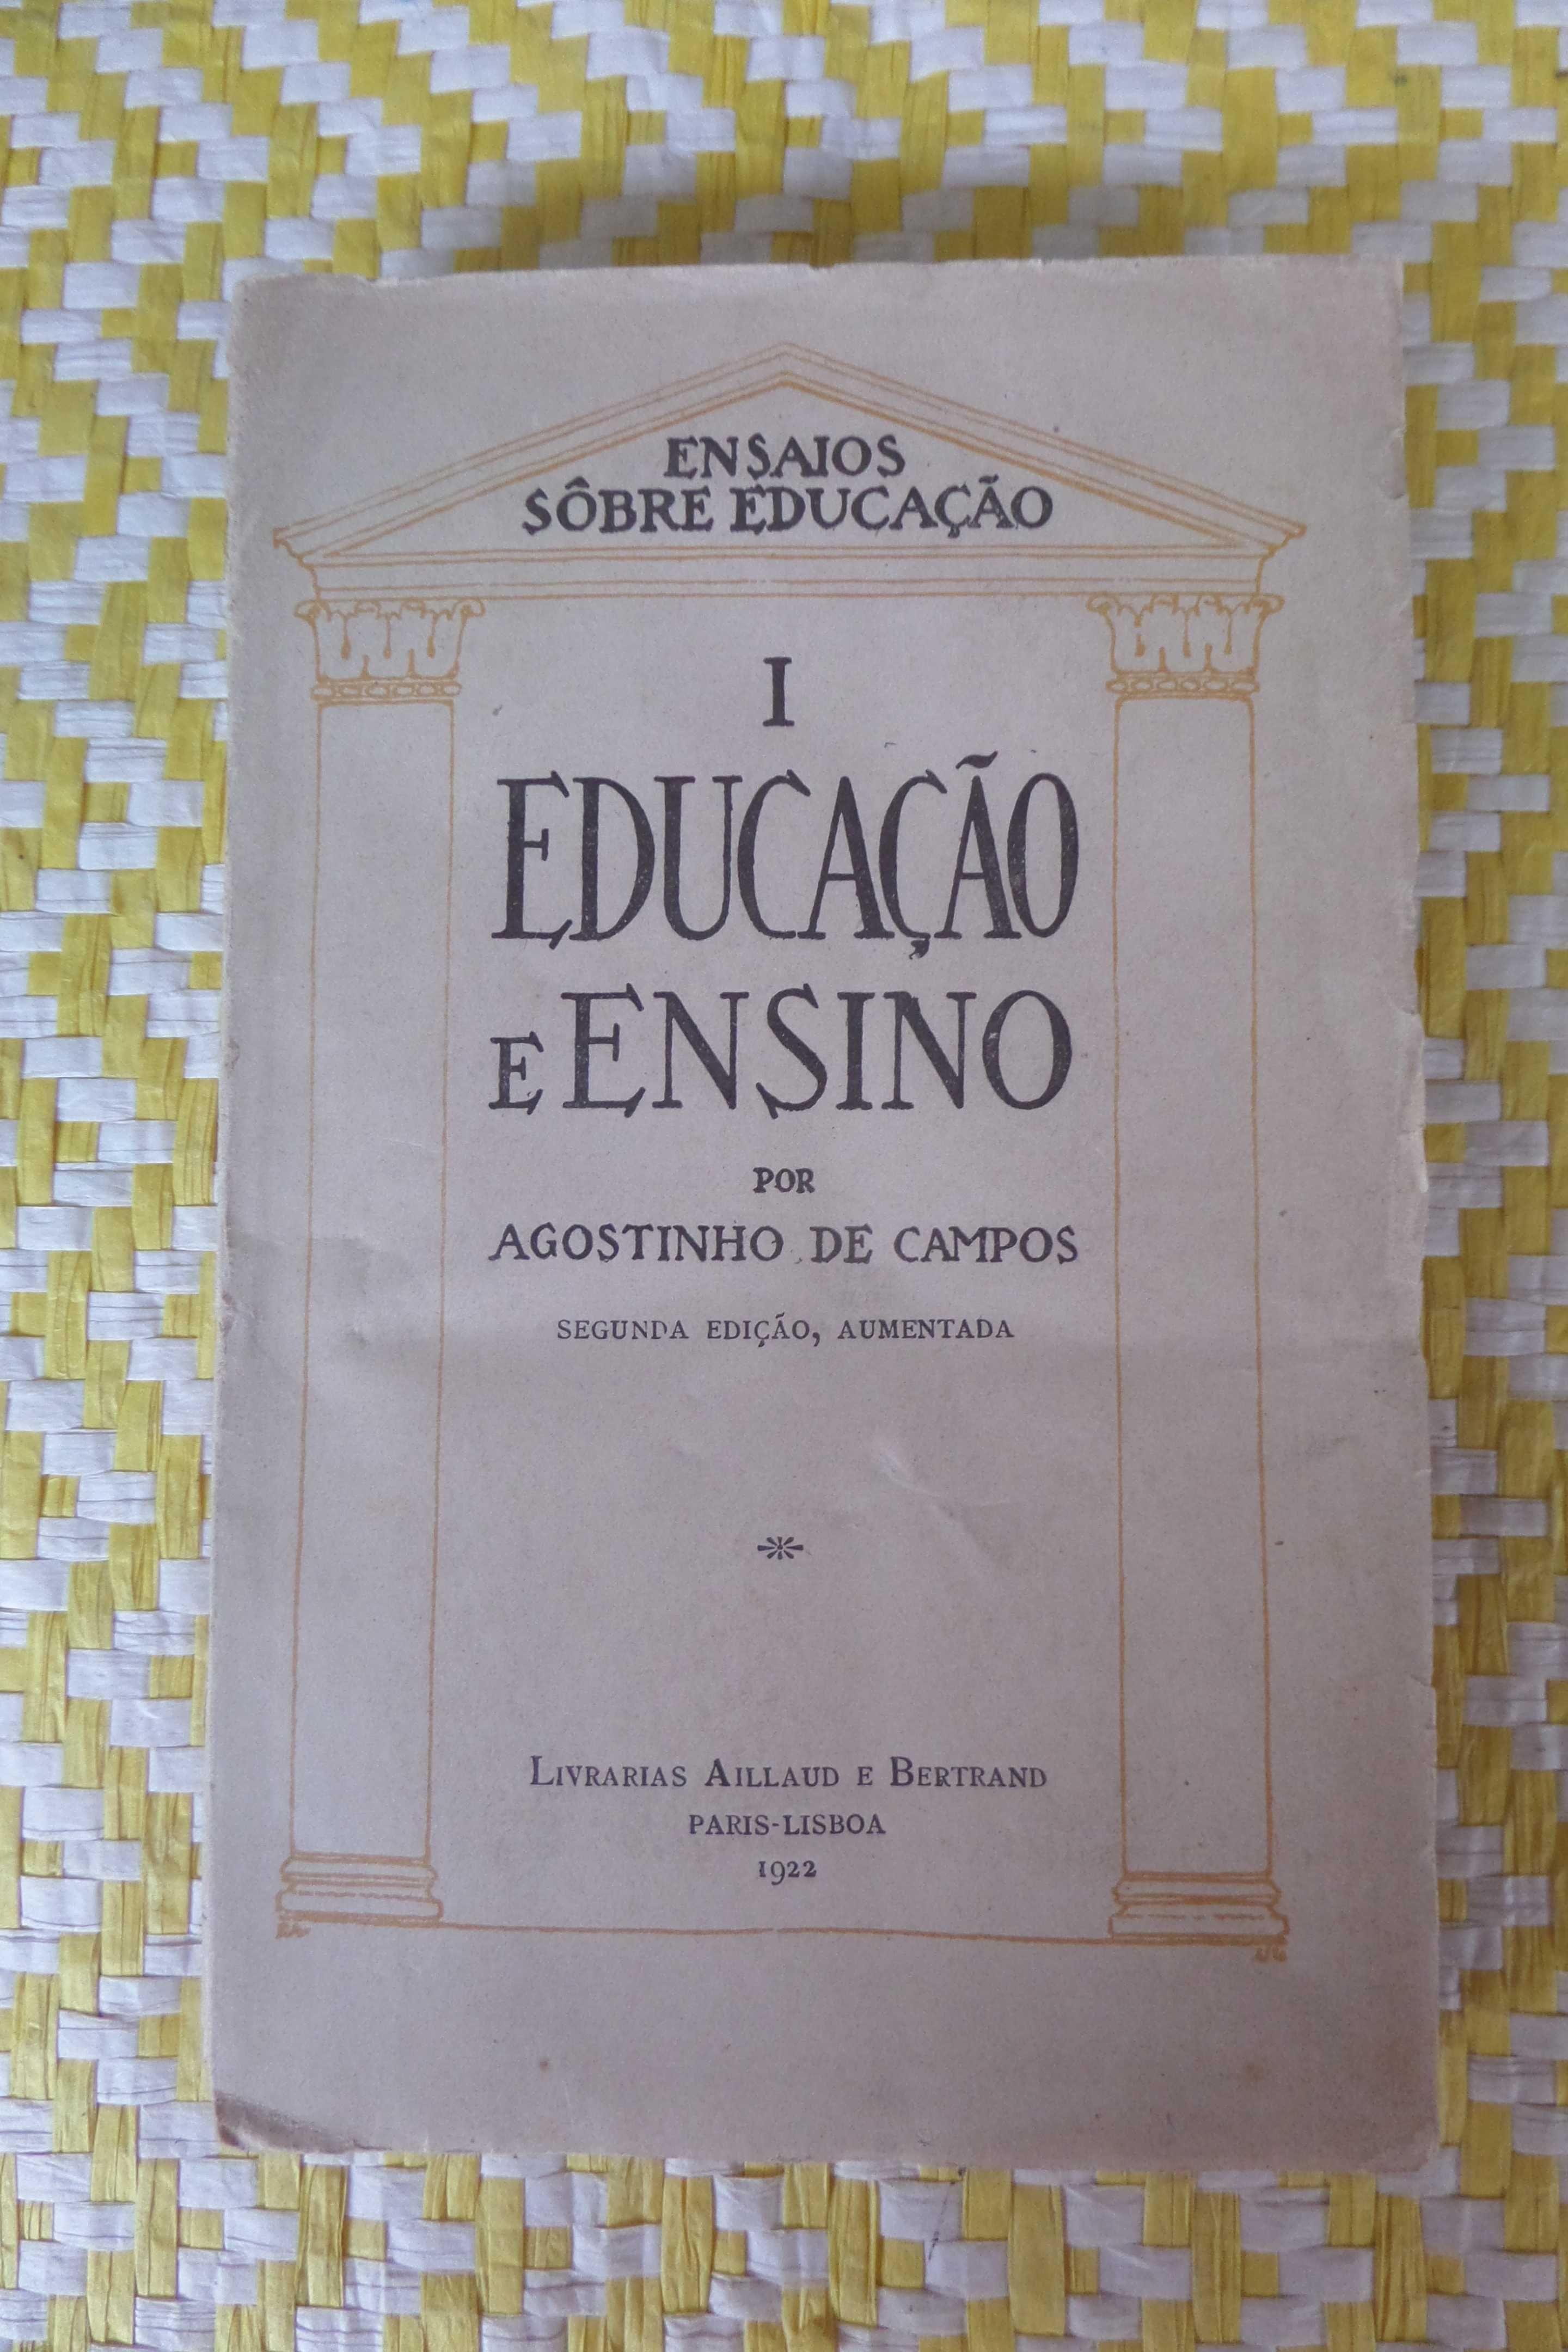 ENSAIOS
SÔBRE EDUCAÇÃO
I
EDUCAÇÃO
E ENSINO
POR
AGOSTINHO DE CAMPOS
SEGUNDA EDIÇÃO, AUMENTADA
LIVRARIAS AILLAUD E BERTRAND
PARIS-LISBOA
1922